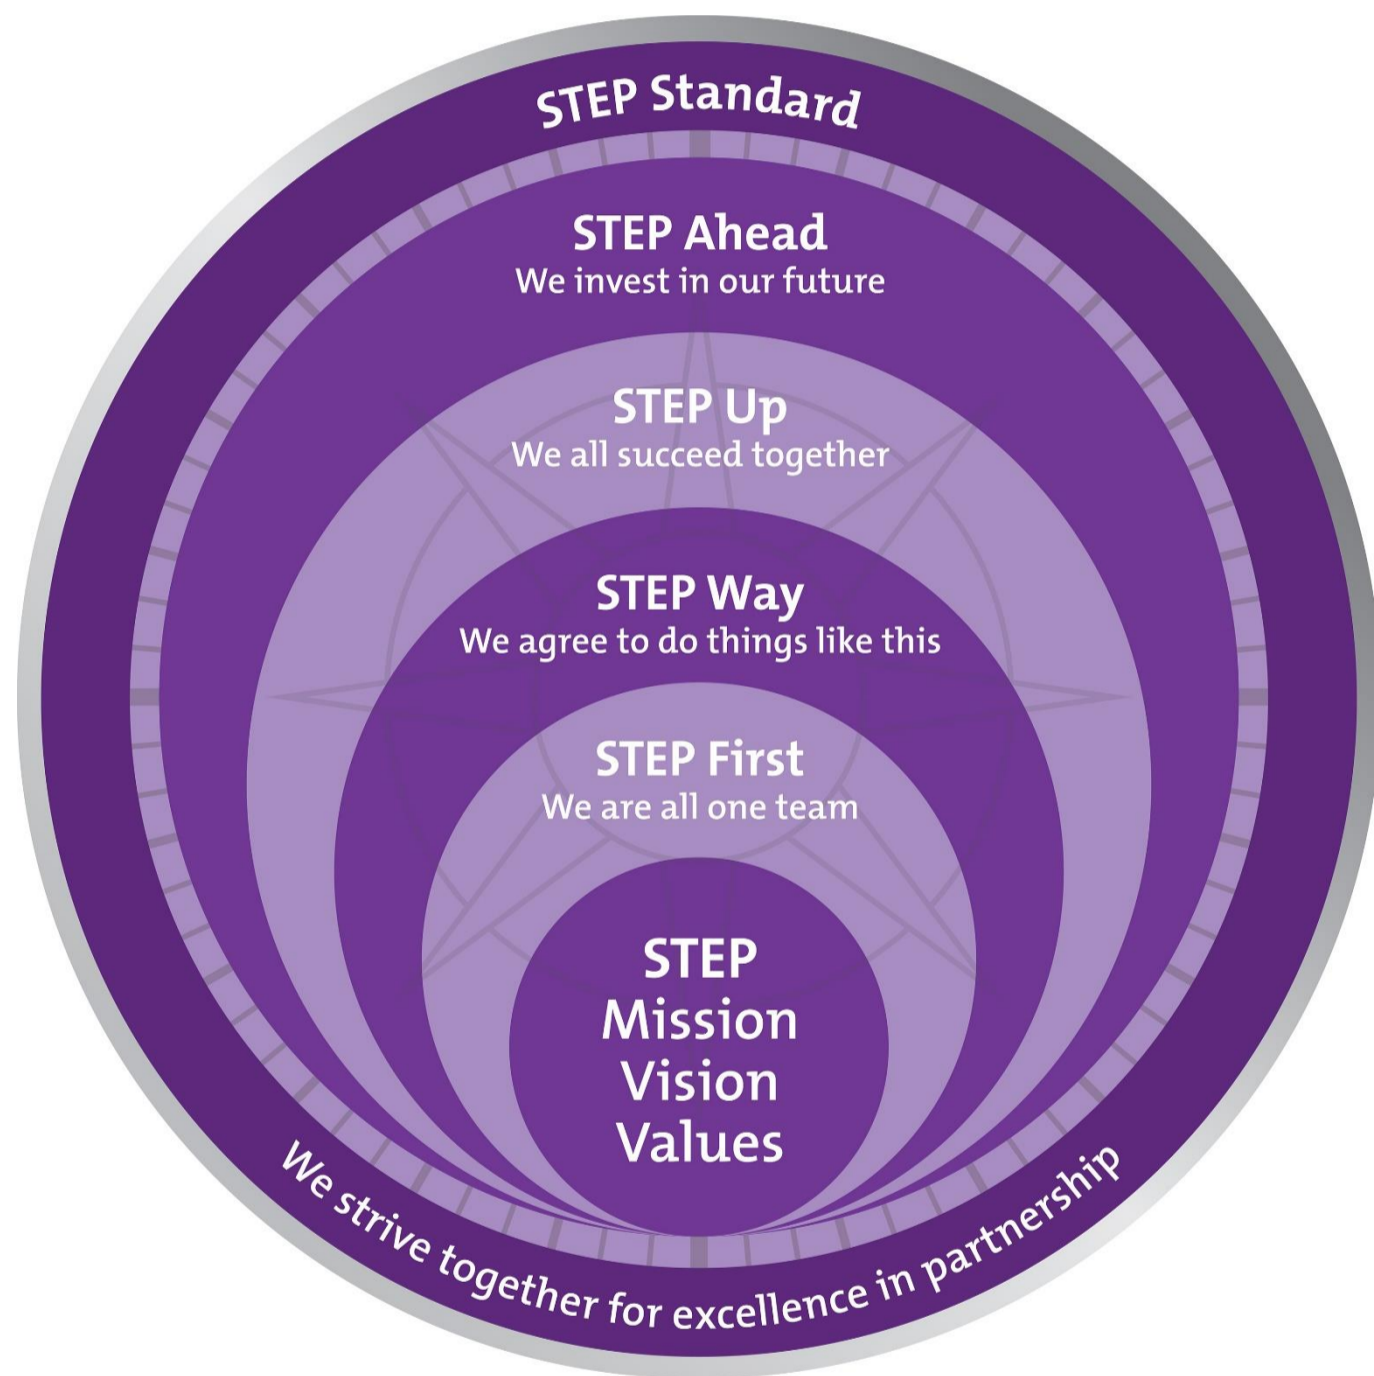 STEP Standard
STEP Ahead
We invest in our future
STEP Up
We all succeed together
STEP Way
We agree to do things like this
STEP First
We are all one team
STEP
Mission
Vision
Values
We strive together for excellence in partnership